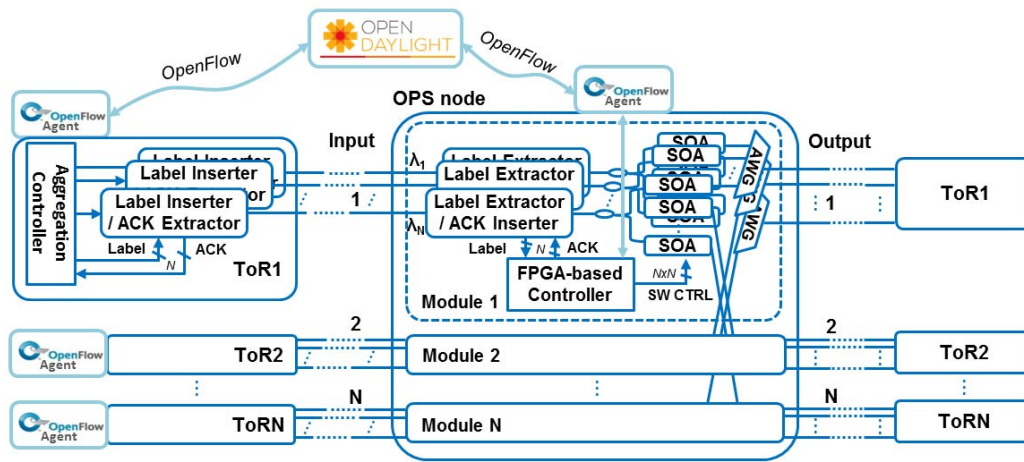 OPEN
DAYLIGHT
OpenFlow
OpenFlow
OpenFlow
Agent
OpenFlow
Agent
OPS node
Input
Output
Aggregation
Controller
Label Inserter
Label Inserter
Label Inserter
/ ACK Extractor
Label
N
ACK
ToR1
1
λ1
λN
Label Extractor
Label Extractor
Label Extractor
/ ACK Inserter
Label
N
ACK
FPGA-based
Controller
NxN
SW CTRL
Module 1
SOA
SOA
SOA
SOA
SOA
AWG
1
ToR1
OpenFlow
Agent
ToR2
2
Module 2
2
ToR2
OpenFlow
Agent
ToRN
N
Module N
N
ToRN